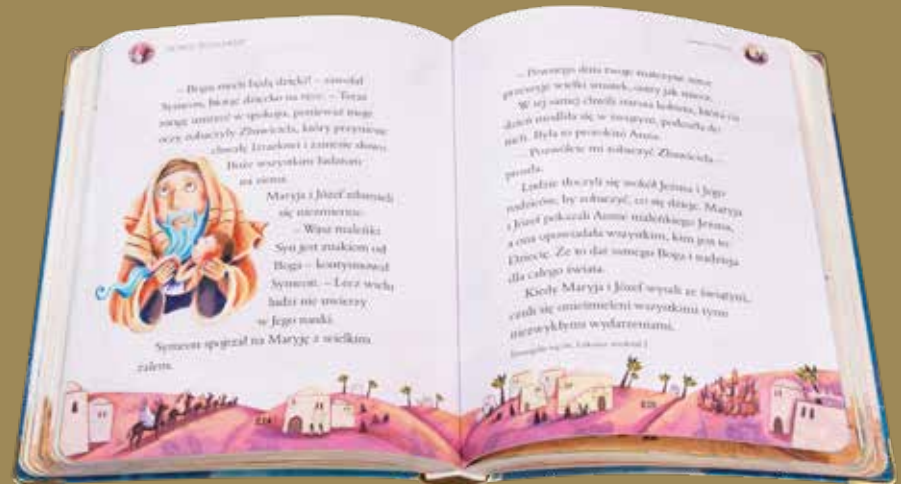 NOWY TESTAMENT
– Bogu niech będą dzięki! – zawołał
Symeon, biorąc dziecko na ręce. – Teraz
mogę umrzeć w spokoju, ponieważ moje
oczy zobaczyły Zbawiciela, który przyniesie
chwałę Izraelowi i zaniesie słowo
Boże wszystkim ludziom
na ziemi.
Maryja i Józef zdumieli
się niezmiernie.
– Wasz maleńki
Syn jest znakiem od
Boga – kontynuował
Symeon. – Lecz wielu
ludzi nie uwierzy
w Jego nauki.
Symeon spojrzał na Maryję z wielkim
żalem.
– Pewnego dnia twoje matczyne serce
przeszyje wielki smutek, ostry jak miecz.
W tej samej chwili starsza kobieta, która co
dzień modliła się w świątyni, podeszła do
nich. Była to prorokini Anna.
– Pozwólcie mi zobaczyć Zbawiciela –
prosiła.
Ludzie tłoczyli się wokół Jezusa i Jego
rodziców, by zobaczyć, co się dzieje. Maryja
i Józef pokazali Annie maleńkiego Jezusa,
a ona opowiadała wszystkim, kim jest to
Dziecię. Że to dar samego Boga i nadzieja
dla całego świata.
Kiedy Maryja i Józef wyszli ze świątyni,
czuli się onieśmieleni wszystkimi tymi
niezwykłymi wydarzeniami.